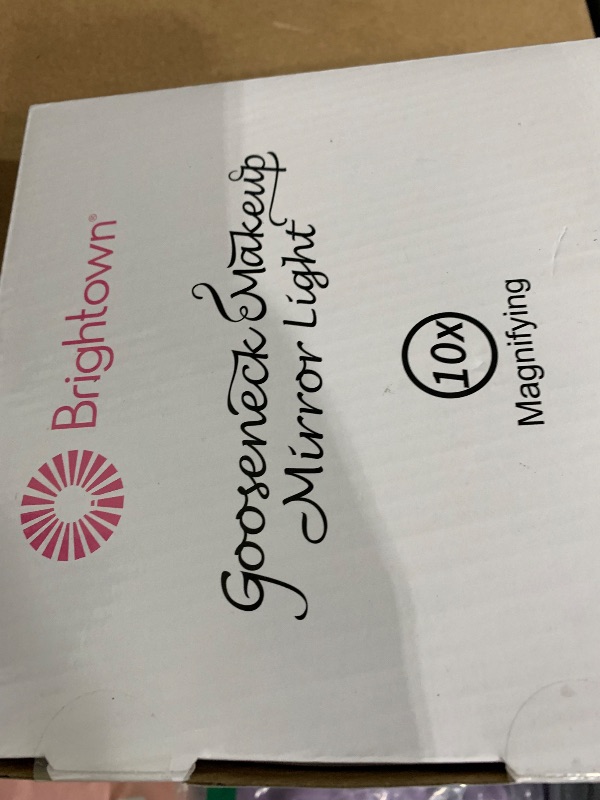 Brightown®
Gooseneck Makeup
Mirror Light
10x
Magnifying